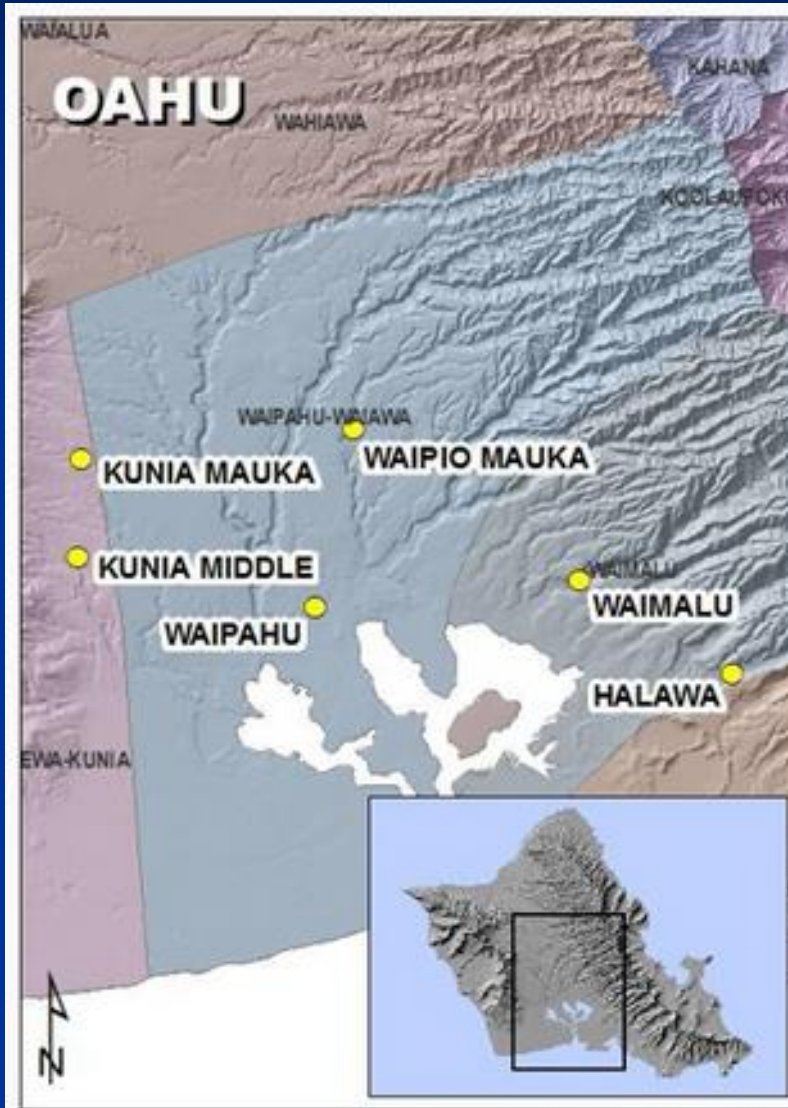 WAIALUA
KAHANA
OAHU
WAHIAWA
KOOLAUPOKO
WAIPAHU-WAIAWA
WAIPIO MAUKA
KUNIA MAUKA
KUNIA MIDDLE
WAIMALU
WAIMALU
WAIPAHU
HALAWA
EWA-KUNIA
N